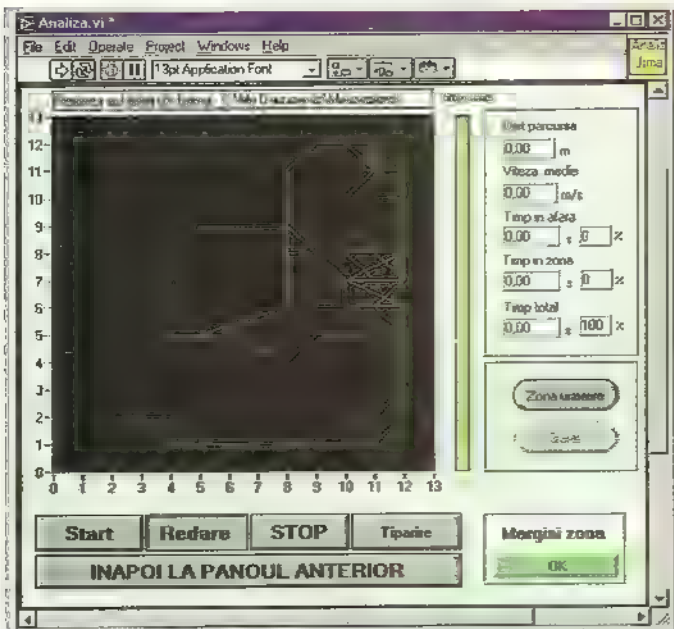 Analiza.vi *
File Edit Operate Project Windows Help
13pt Application Font
12
11
10
9
8
7
6
5
4
3
2
1
0
0 1 2 3 4 5 6 7 8 9 10 11 12 13
Dist parcursa
0.00 m
Viteza medie
0.00 m/s
Timp in afara
0.00 s 0 %
Timp in zona
0.00 s 0 %
Timp total
0.00 s 100 %
Start Redare STOP Tiparire
INAPOI LA PANOUL ANTERIOR
Margini zona
OK